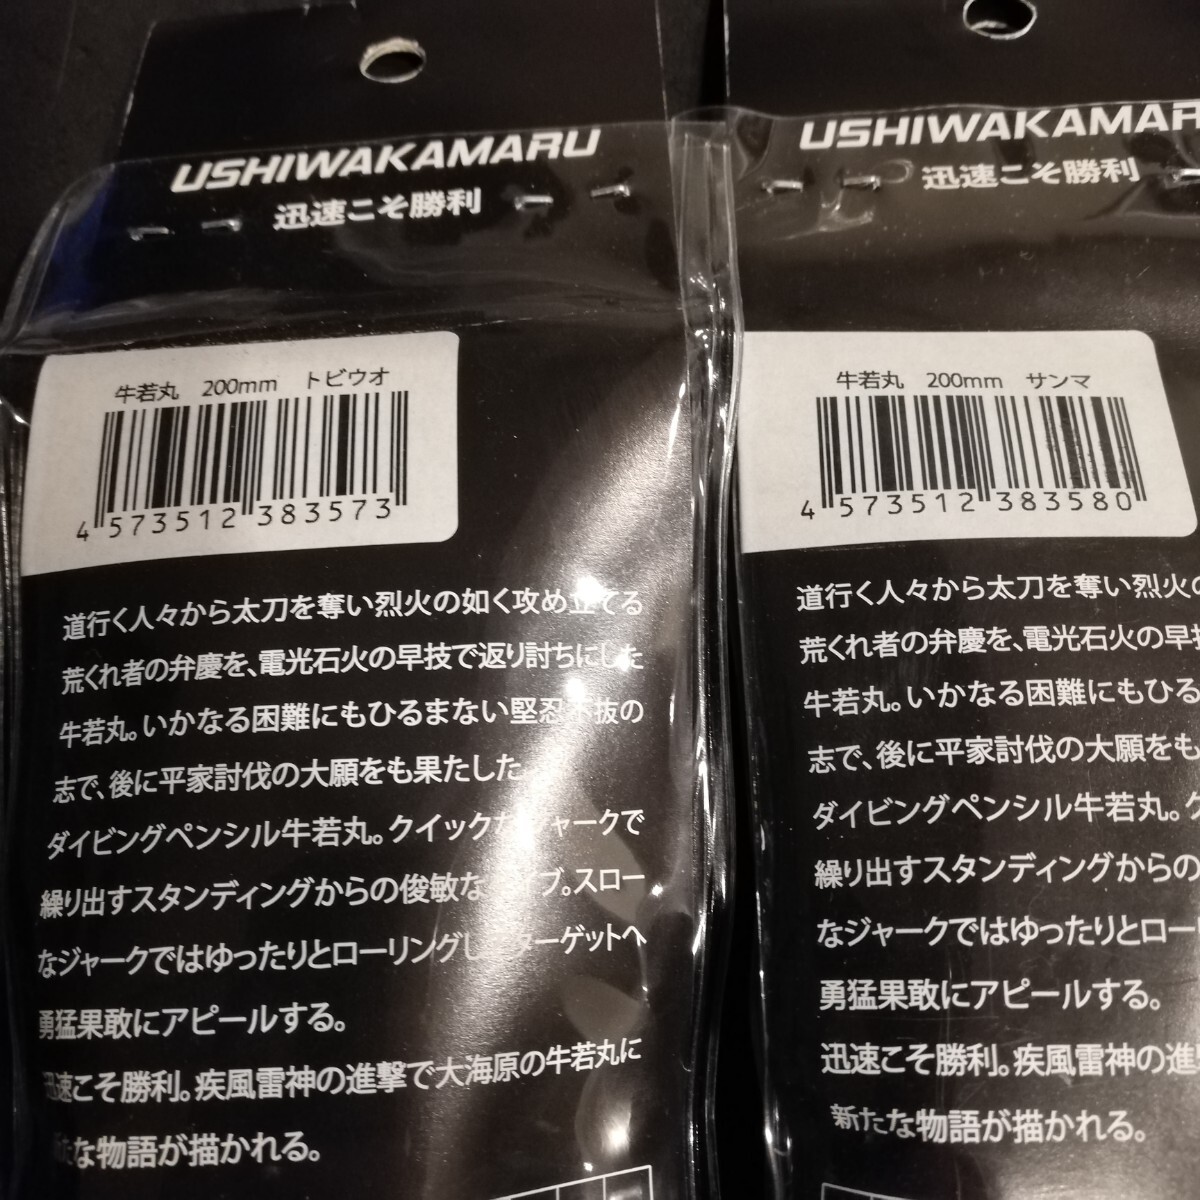 USHIWAKAMARU
迅速こそ勝利
牛若丸 200mm トビウオ
4 573512 383573
道行く人々から太刀を奪い烈火の如く攻め立てる
荒くれ者の弁慶を、電光石火の早技で返り討ちにした
牛若丸。いかなる困難にもひるまない堅忍不抜の
志で、後に平家討伐の大願をも果たした
ダイビングペンシル牛若丸。クイックなジャークで
繰り出すスタンディングからの俊敏なダイブ。スロー
なジャークではゆったりとローリングし、ターゲットへ
勇猛果敢にアピールする。
迅速こそ勝利。疾風雷神の進撃で大海原の牛若丸に
新たな物語が描かれる。
USHIWAKAMAR
迅速こそ勝利
牛若丸 200mm サンマ
4 573512 383580
道行く人々から太刀を奪い烈火の
荒くれ者の弁慶を、電光石火の早技
牛若丸。いかなる困難にもひる
志で、後に平家討伐の大願をも
ダイビングペンシル牛若丸。ク
繰り出すスタンディングからの
なジャークではゆったりとロー
勇猛果敢にアピールする。
迅速こそ勝利。疾風雷神の進
新たな物語が描かれる。